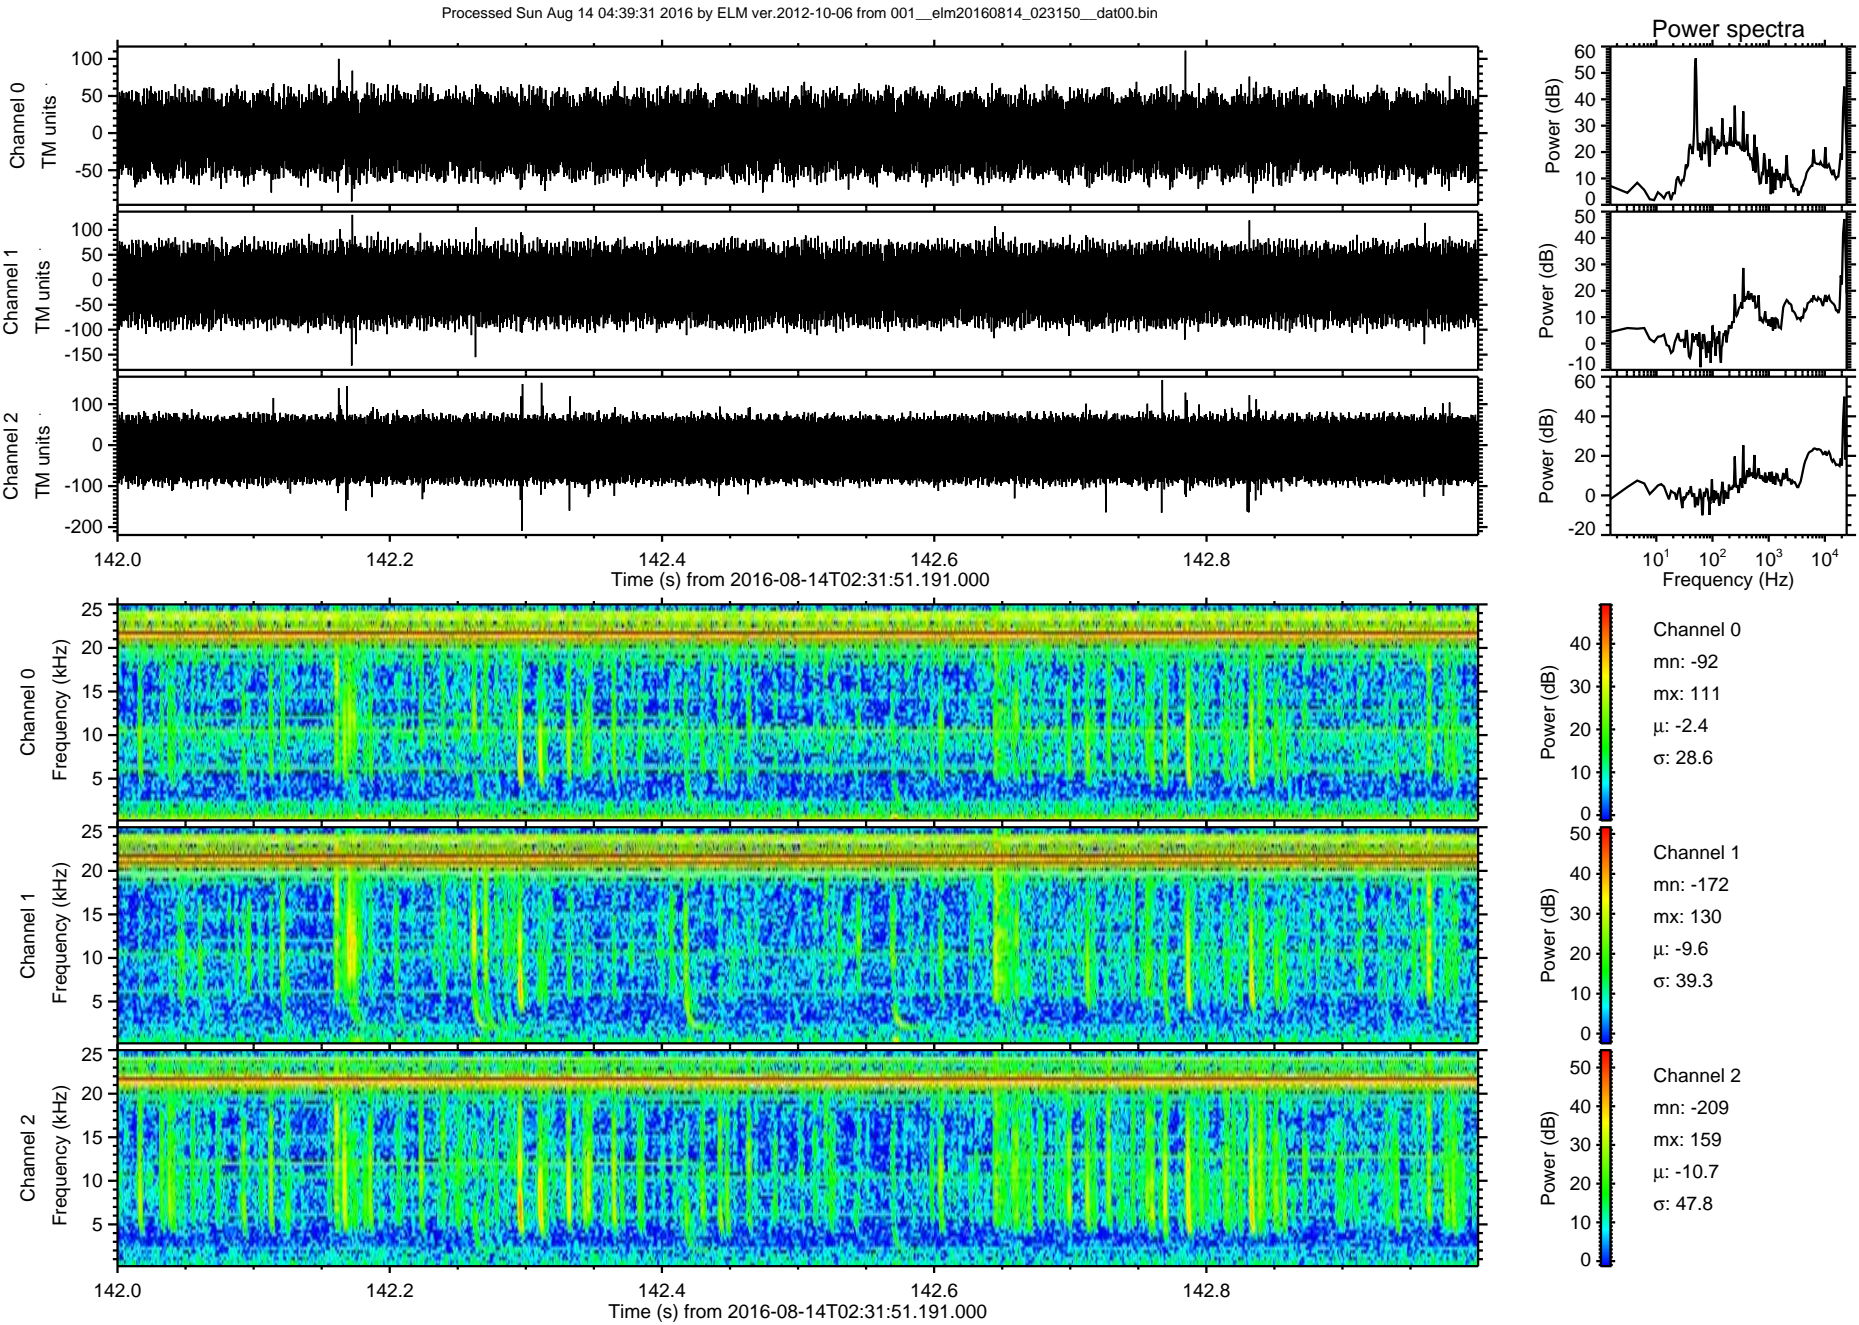 Processed Sun Aug 14 04:39:31 2016 by ELM ver.2012-10-06 from 001__elm20160814_023150__dat00.bin
Power spectra
Channel 0
TM units
100
50
0
-50
Power (dB)
60
50
40
30
20
10
0
Channel 1
TM units
100
50
0
-50
-100
-150
Power (dB)
50
40
30
20
10
0
-10
Channel 2
TM units
100
0
-100
-200
Power (dB)
60
40
20
0
-20
142.0 142.2 142.4 142.6 142.8
Time (s) from 2016-08-14T02:31:51.191.000
10¹ 10² 10³ 10⁴
Frequency (Hz)
Channel 0
Frequency (kHz)
25
20
15
10
5
Power (dB)
40
30
20
10
0
Channel 0
mn: -92
mx: 111
μ: -2.4
σ: 28.6
Channel 1
Frequency (kHz)
25
20
15
10
5
Power (dB)
50
40
30
20
10
0
Channel 1
mn: -172
mx: 130
μ: -9.6
σ: 39.3
Channel 2
Frequency (kHz)
25
20
15
10
5
Power (dB)
50
40
30
20
10
0
Channel 2
mn: -209
mx: 159
μ: -10.7
σ: 47.8
142.0 142.2 142.4 142.6 142.8
Time (s) from 2016-08-14T02:31:51.191.000